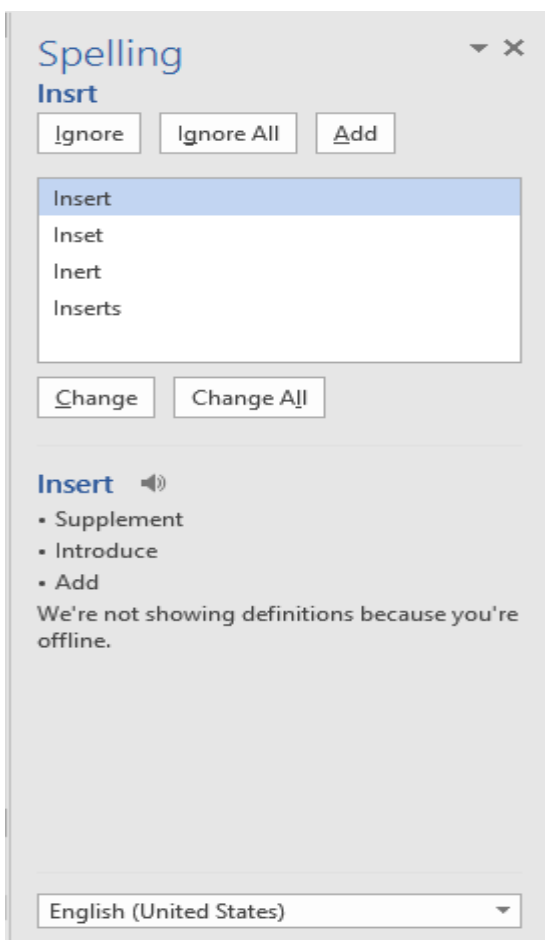 Spelling
Insrt
Ignore Ignore All Add
Insert
Inset
Inert
Inserts
Change Change All
Insert
• Supplement
• Introduce
• Add
We're not showing definitions because you're
offline.
English (United States)